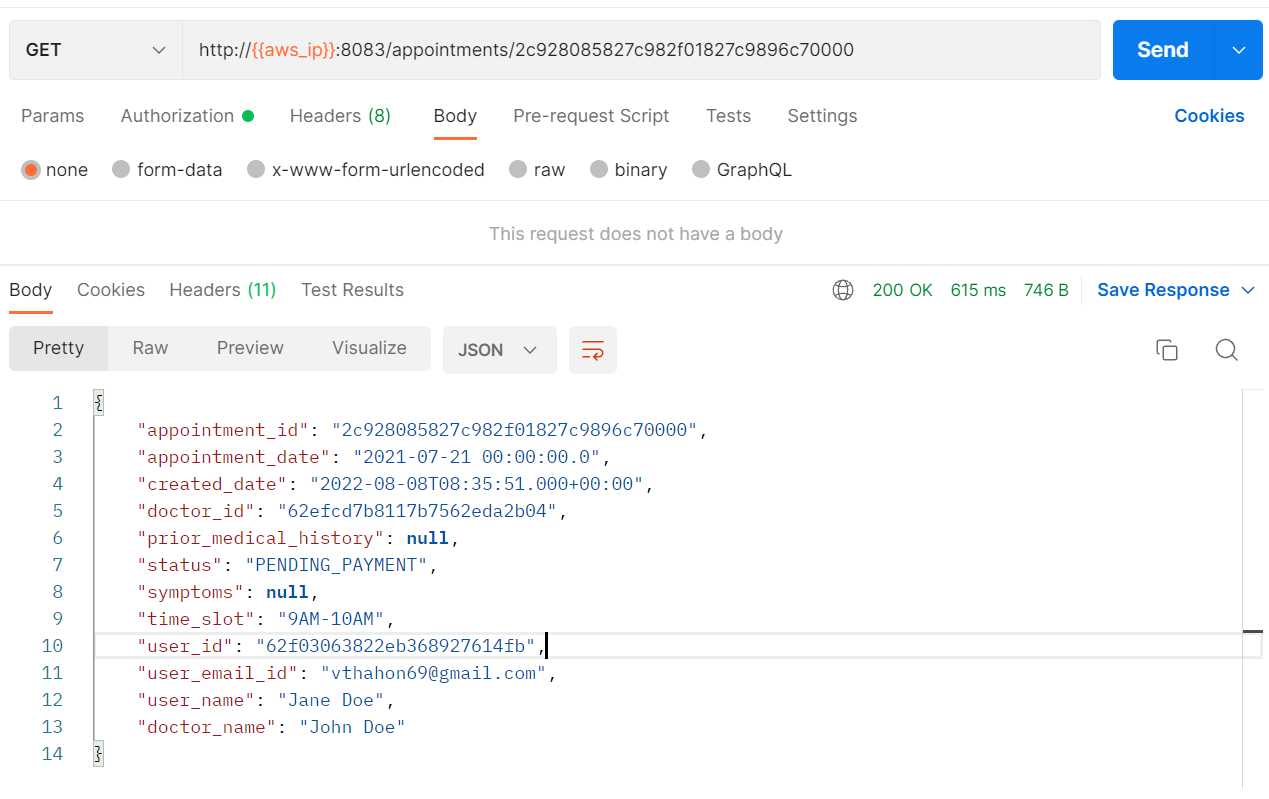 GET http://{{aws_ip}}:8083/appointments/2c928085827c982f01827c9896c70000 Send
Params Authorization Headers (8) Body Pre-request Script Tests Settings Cookies
none form-data x-www-form-urlencoded raw binary GraphQL
This request does not have a body
Body Cookies Headers (11) Test Results 200 OK 615 ms 746 B Save Response
Pretty Raw Preview Visualize JSON
1 {
2 "appointment_id": "2c928085827c982f01827c9896c70000",
3 "appointment_date": "2021-07-21 00:00:00.0",
4 "created_date": "2022-08-08T08:35:51.000+00:00",
5 "doctor_id": "62efcd7b8117b7562eda2b04",
6 "prior_medical_history": null,
7 "status": "PENDING_PAYMENT",
8 "symptoms": null,
9 "time_slot": "9AM-10AM",
10 "user_id": "62f03063822eb368927614fb",
11 "user_email_id": "vthahon69@gmail.com",
12 "user_name": "Jane Doe",
13 "doctor_name": "John Doe"
14 }